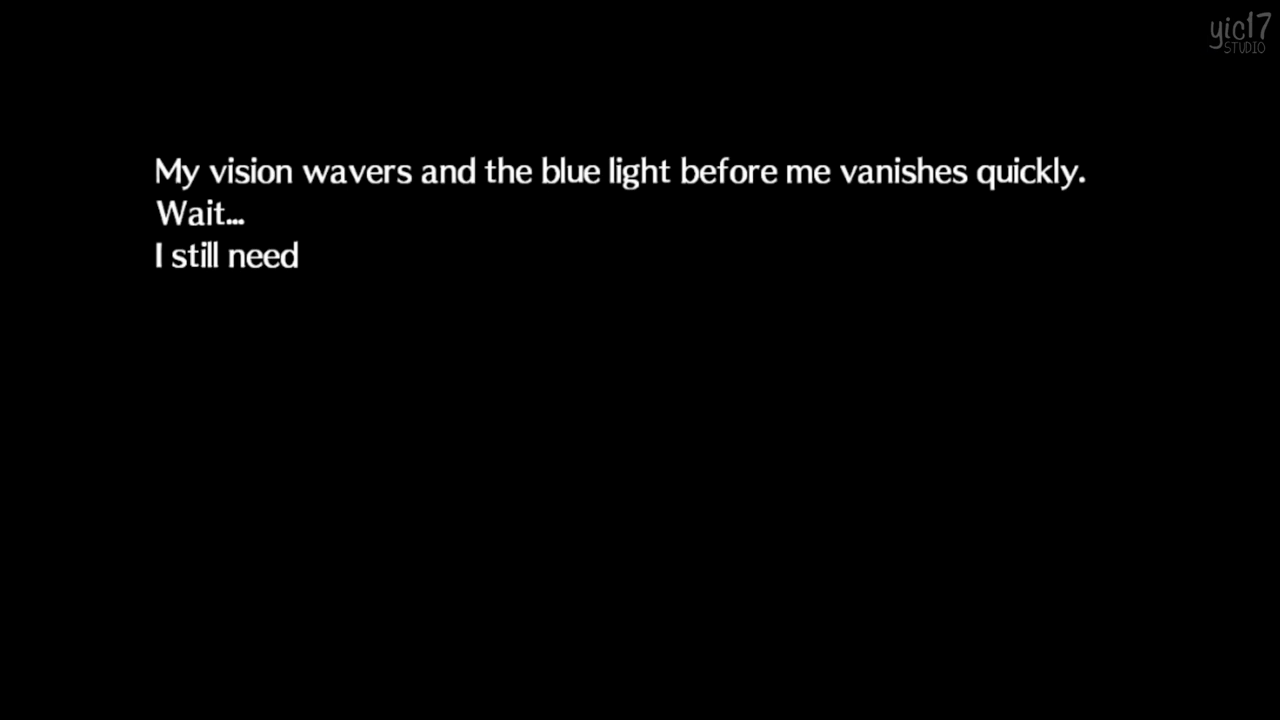 yic17
STUDIO
My vision wavers and the blue light before me vanishes quickly.
Wait...
I still need